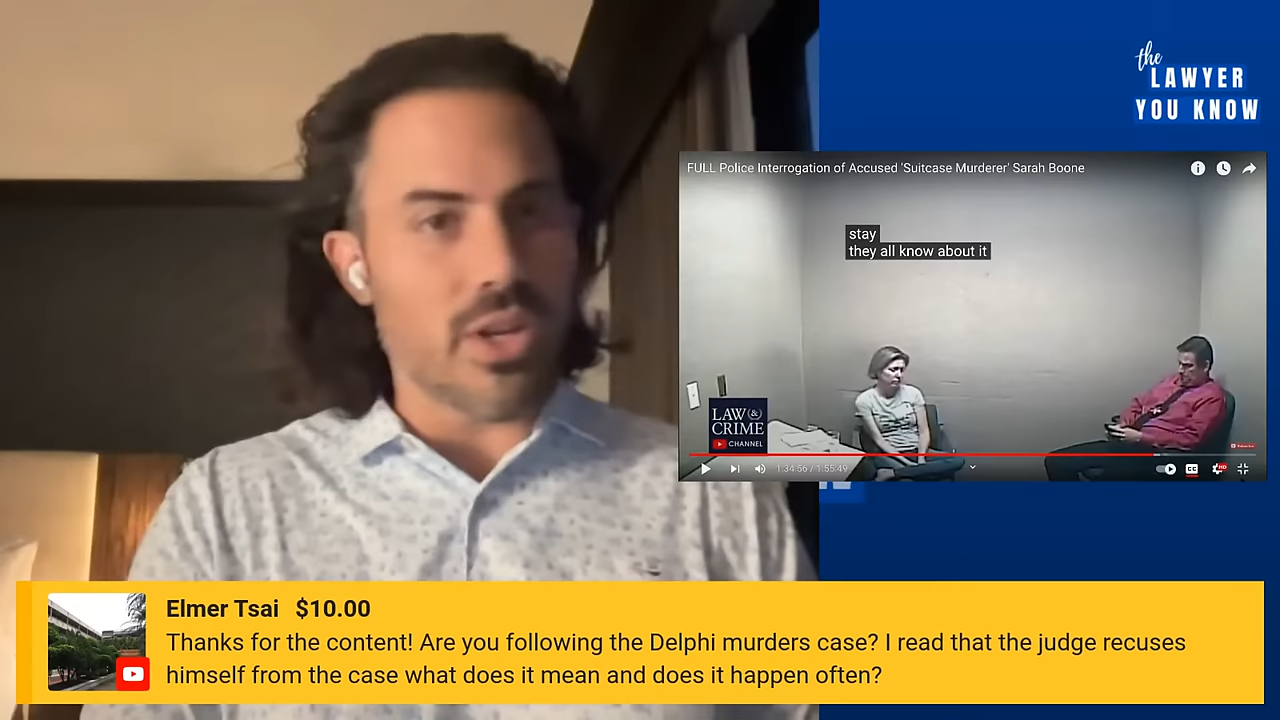 the
LAWYER
YOU KNOW
FULL Police Interrogation of Accused 'Suitcase Murderer' Sarah Boone
stay
they all know about it
LAW (&)
CRIME
CHANNEL
1:34:56 / 1:55:49
CC
HD
Elmer Tsai $10.00
Thanks for the content! Are you following the Delphi murders case? I read that the judge recuses
himself from the case what does it mean and does it happen often?